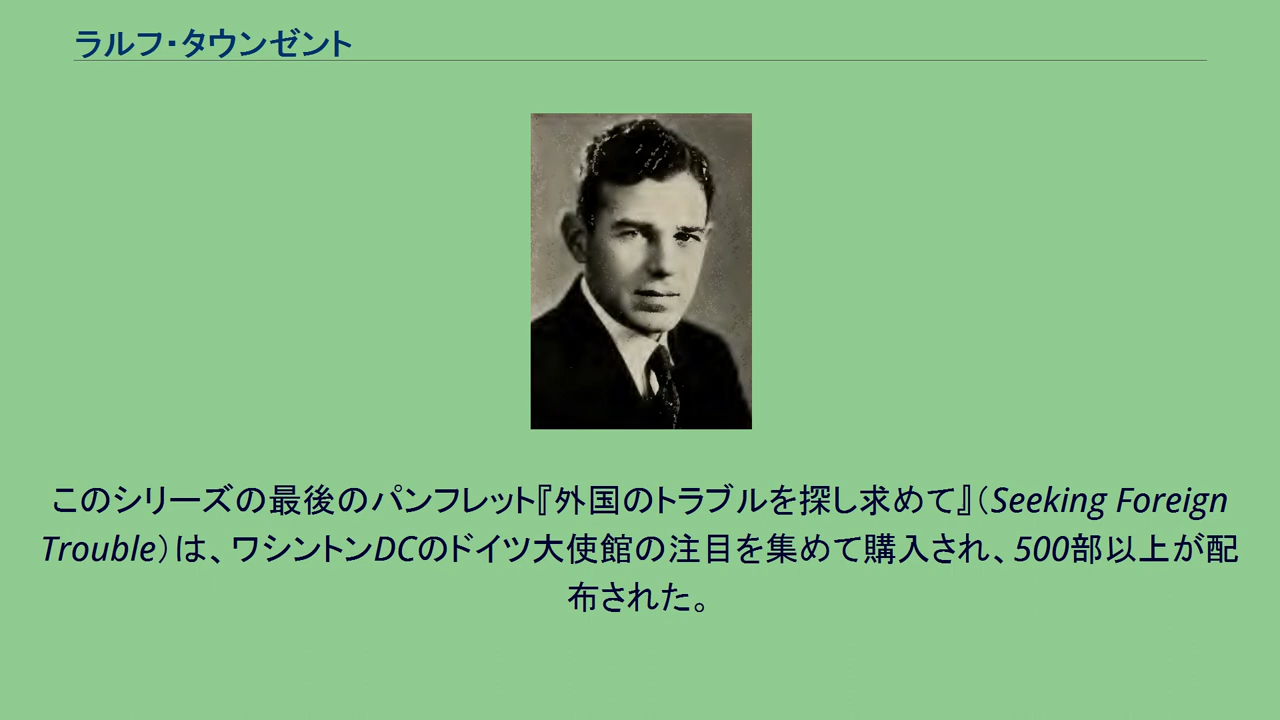 ラルフ・タウンゼント
このシリーズの最後のパンフレット『外国のトラブルを探し求めて』（Seeking Foreign
Trouble）は、ワシントンDCのドイツ大使館の注目を集めて購入され、500部以上が配
布された。